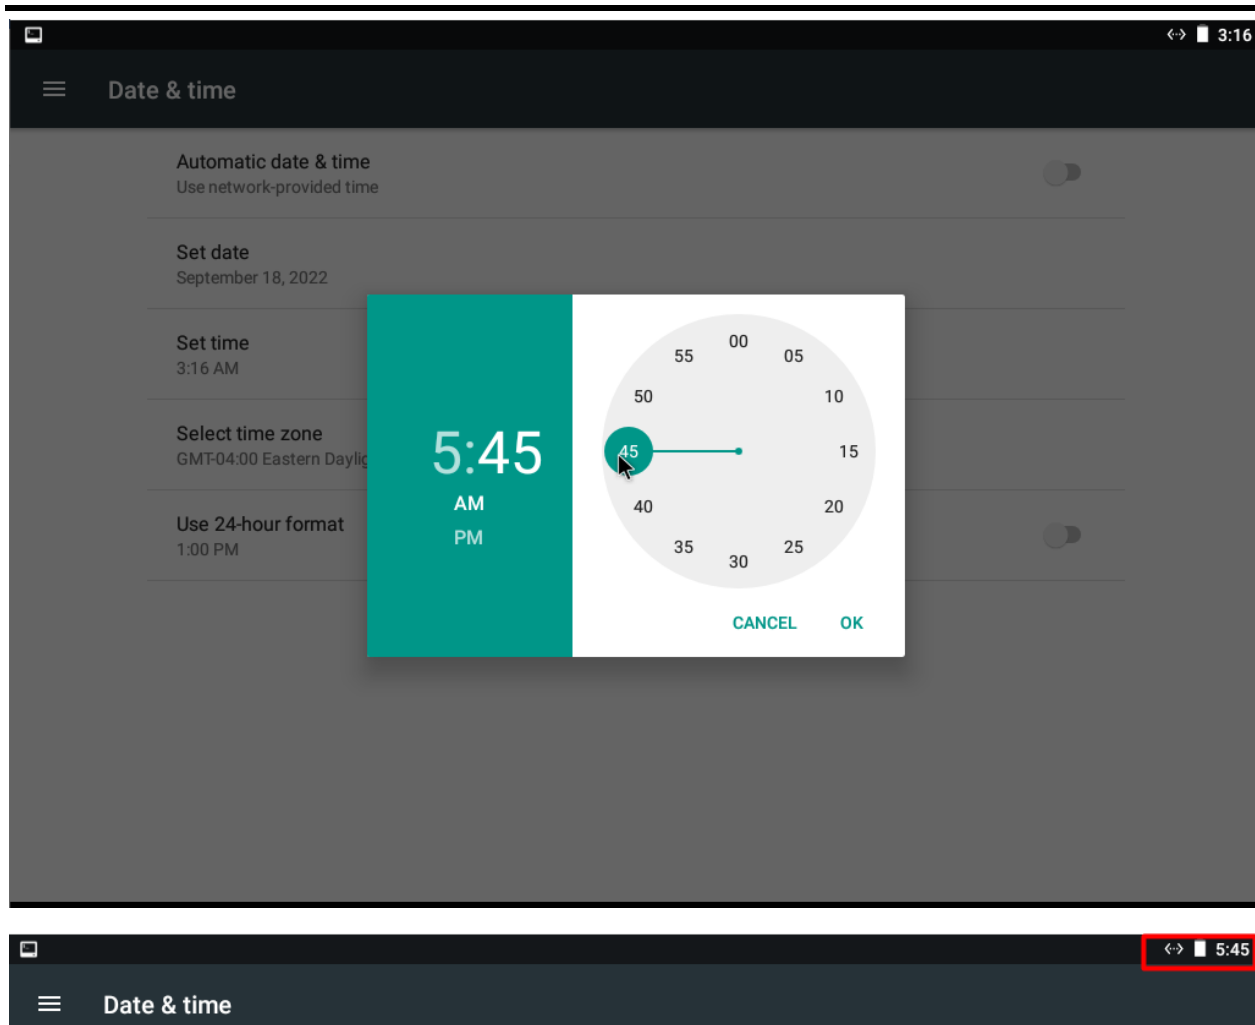 3:16
Date & time
Automatic date & time
Use network-provided time
Set date
September 18, 2022
Set time
3:16 AM
Select time zone
GMT-04:00 Eastern Daylig
Use 24-hour format
1:00 PM
5:45
AM
PM
00
55
05
50
10
45
15
40
20
35
25
30
CANCEL OK
5:45
Date & time